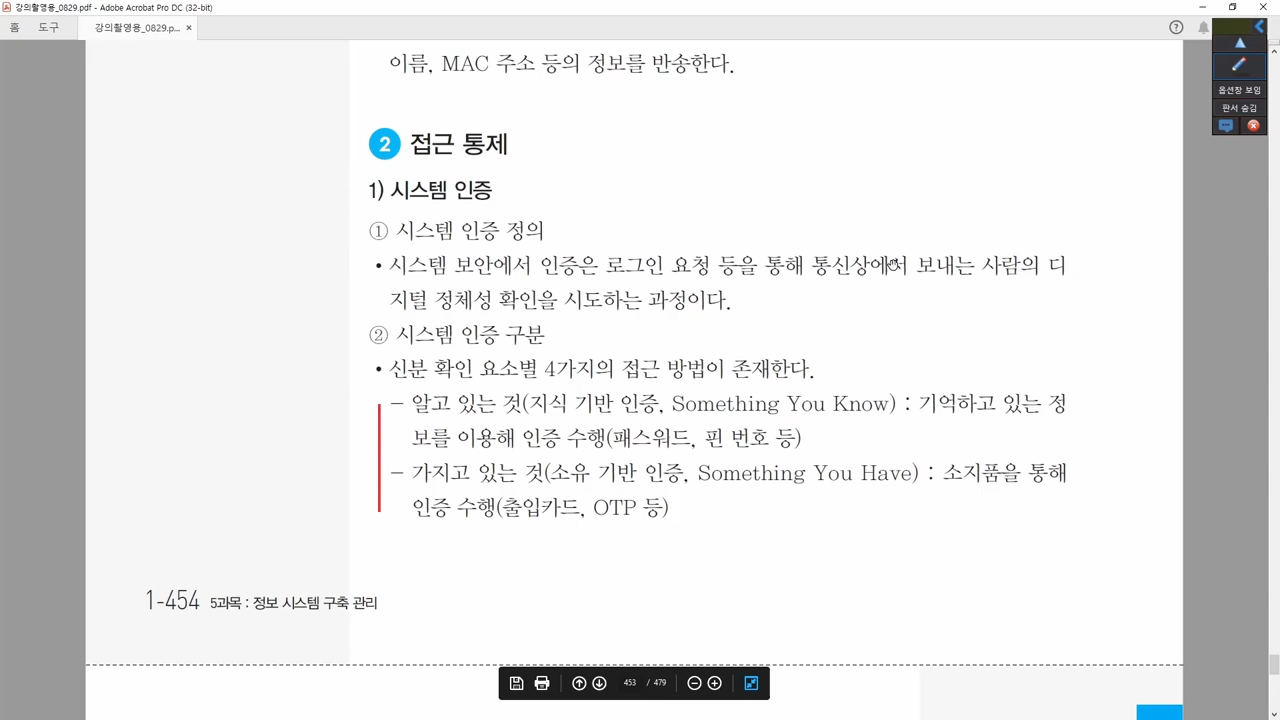 강의촬영용_0829.pdf - Adobe Acrobat Pro DC (32-bit)
홈 도구 강의촬영용_0829.p... ×
옵션창 보임
판서 숨김
이름, MAC 주소 등의 정보를 반송한다.
2 접근 통제
1) 시스템 인증
① 시스템 인증 정의
• 시스템 보안에서 인증은 로그인 요청 등을 통해 통신상에서 보내는 사람의 디
지털 정체성 확인을 시도하는 과정이다.
② 시스템 인증 구분
• 신분 확인 요소별 4가지의 접근 방법이 존재한다.
– 알고 있는 것(지식 기반 인증, Something You Know) : 기억하고 있는 정
보를 이용해 인증 수행(패스워드, 핀 번호 등)
– 가지고 있는 것(소유 기반 인증, Something You Have) : 소지품을 통해
인증 수행(출입카드, OTP 등)
1-454 5과목 : 정보 시스템 구축 관리
453 / 479